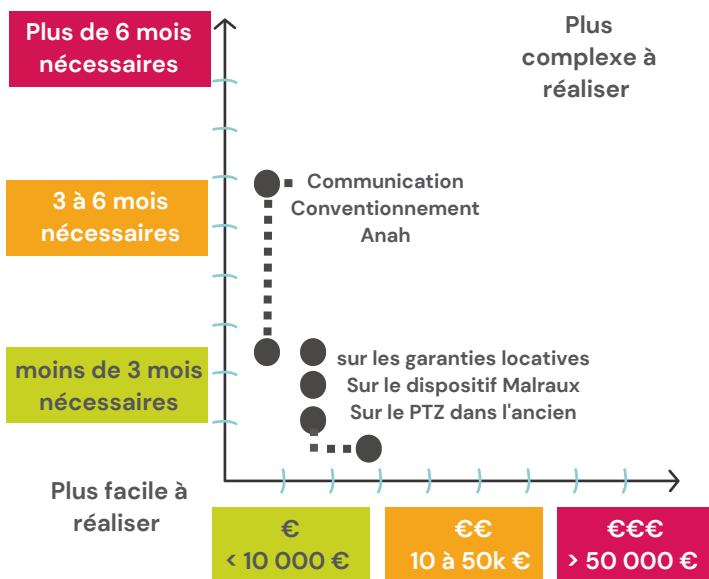 Plus de 6 mois
nécessaires
Plus
complexe à
réaliser
3 à 6 mois
nécessaires
Communication
Conventionnement
Anah
moins de 3 mois
nécessaires
sur les garanties locatives
Sur le dispositif Malraux
Sur le PTZ dans l'ancien
Plus facile à
réaliser
€
< 10 000 €
€€
10 à 50k €
€€€
> 50 000 €